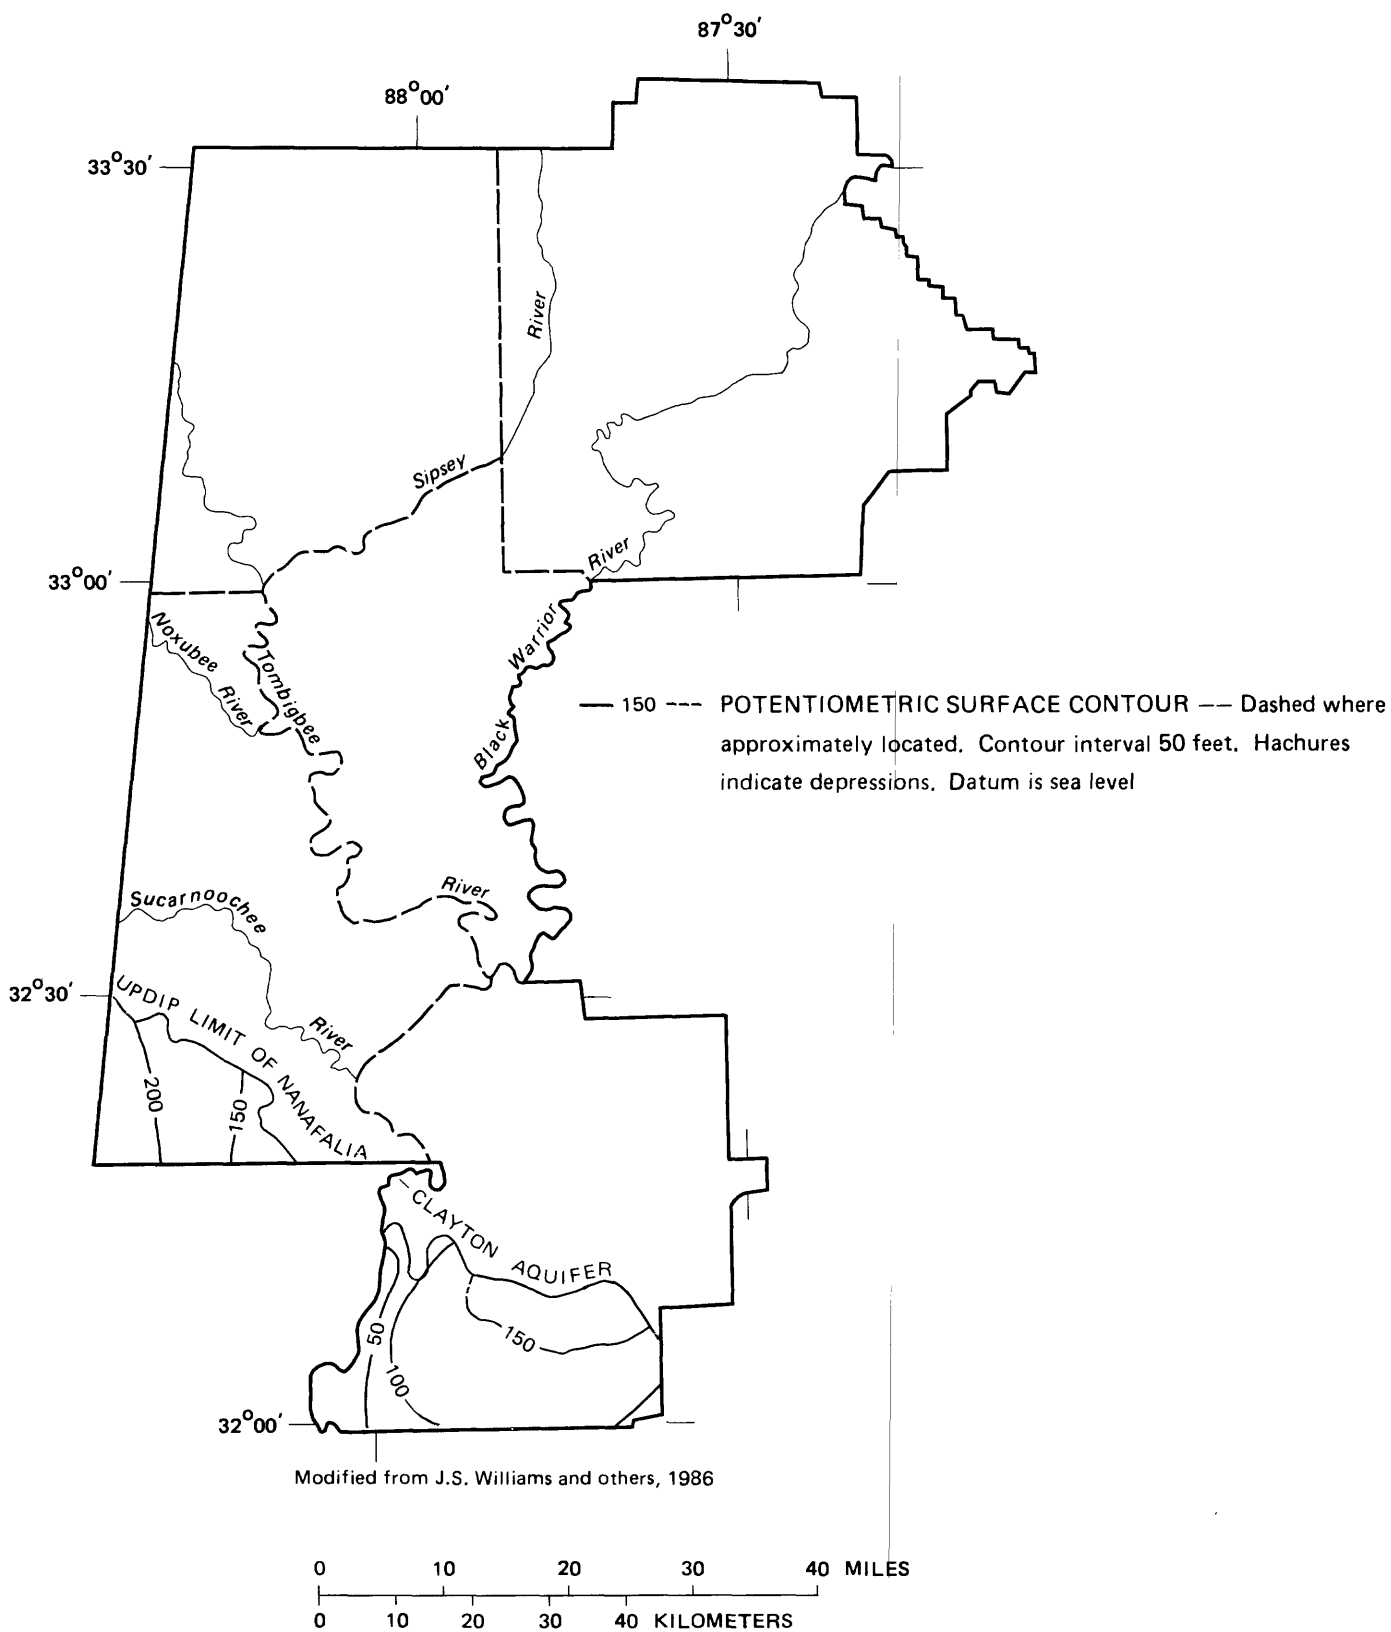 87°30'
88°00'
33°30'
River
Sipsey
33°00'
River
Noxubee
River
Tombigbee
Warrior
Black
— 150 --- POTENTIOMETRIC SURFACE CONTOUR –– Dashed where
approximately located. Contour interval 50 feet. Hachures
indicate depressions. Datum is sea level
River
Sucarnoochee
32°30'
UPDIP LIMIT OF NANAFALIA
River
200
150
CLAYTON AQUIFER
50
150
100
32°00'
Modified from J.S. Williams and others, 1986
0 10 20 30 40 MILES
0 10 20 30 40 KILOMETERS